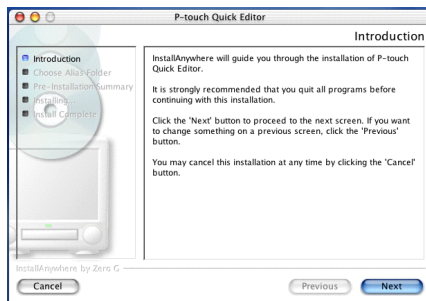 P-touch Quick Editor
Introduction
Introduction
Choose Alias Folder
Pre-Installation Summary
Installing...
Install Complete
InstallAnywhere will guide you through the installation of P-touch
Quick Editor.
It is strongly recommended that you quit all programs before
continuing with this installation.
Click the 'Next' button to proceed to the next screen. If you want
to change something on a previous screen, click the 'Previous'
button.
You may cancel this installation at any time by clicking the 'Cancel'
button.
InstallAnywhere by Zero G
Cancel
Previous
Next